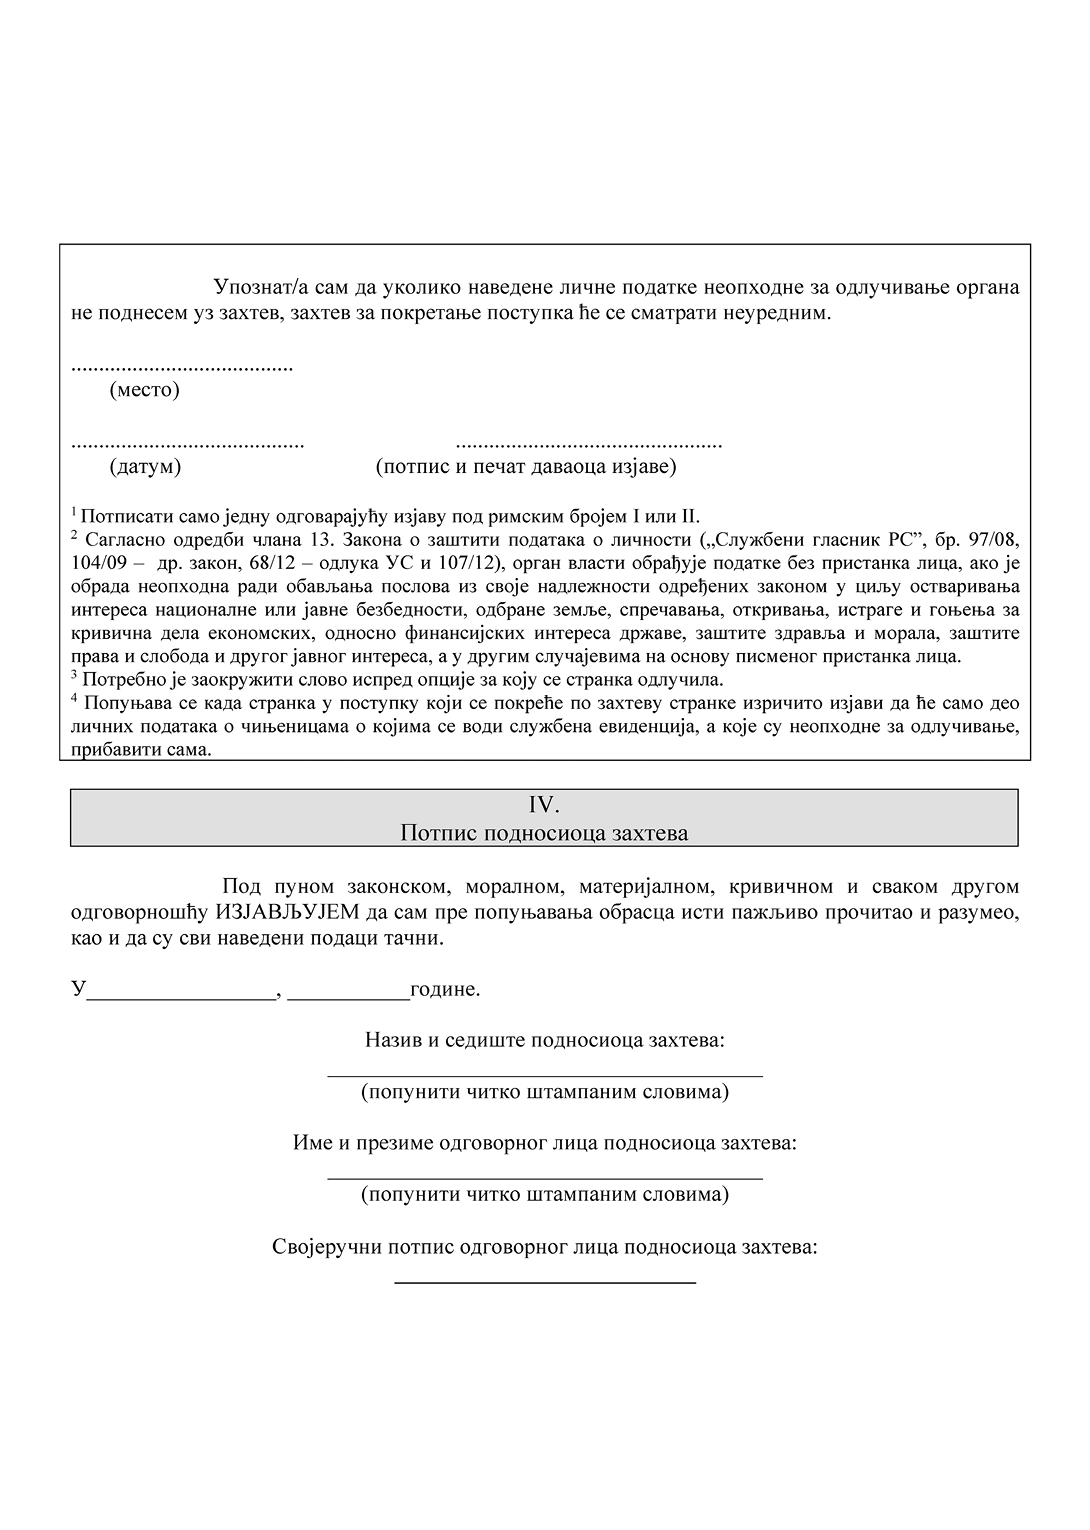 Упознат/а сам да уколико наведене личне податке неопходне за одлучивање органа
не поднесем уз захтев, захтев за покретање поступка ће се сматрати неуредним.
........................................
(место)
.......................................... ................................................
(датум) (потпис и печат даваоца изјаве)
1 Потписати само једну одговарајућу изјаву под римским бројем I или II.
2 Сагласно одредби члана 13. Закона о заштити података о личности („Службени гласник РС”, бр. 97/08,
104/09 – др. закон, 68/12 – одлука УС и 107/12), орган власти обрађује податке без пристанка лица, ако је
обрада неопходна ради обављања послова из своје надлежности одређених законом у циљу остваривања
интереса националне или јавне безбедности, одбране земље, спречавања, откривања, истраге и гоњења за
кривична дела економских, односно финансијских интереса државе, заштите здравља и морала, заштите
права и слобода и другог јавног интереса, а у другим случајевима на основу писменог пристанка лица.
3 Потребно је заокружити слово испред опције за коју се странка одлучила.
4 Попуњава се када странка у поступку који се покреће по захтеву странке изричито изјави да ће само део
личних података о чињеницама о којима се води службена евиденција, а које су неопходне за одлучивање,
прибавити сама.
IV.
Потпис подносиоца захтева
Под пуном законском, моралном, материјалном, кривичном и сваком другом
одговорношћу ИЗЈАВЉУЈЕМ да сам пре попуњавања обрасца исти пажљиво прочитао и разумео,
као и да су сви наведени подаци тачни.
У_________________, ___________године.
Назив и седиште подносиоца захтева:
_______________________________________
(попунити читко штампаним словима)
Име и презиме одговорног лица подносиоца захтева:
_______________________________________
(попунити читко штампаним словима)
Својеручни потпис одговорног лица подносиоца захтева:
___________________________